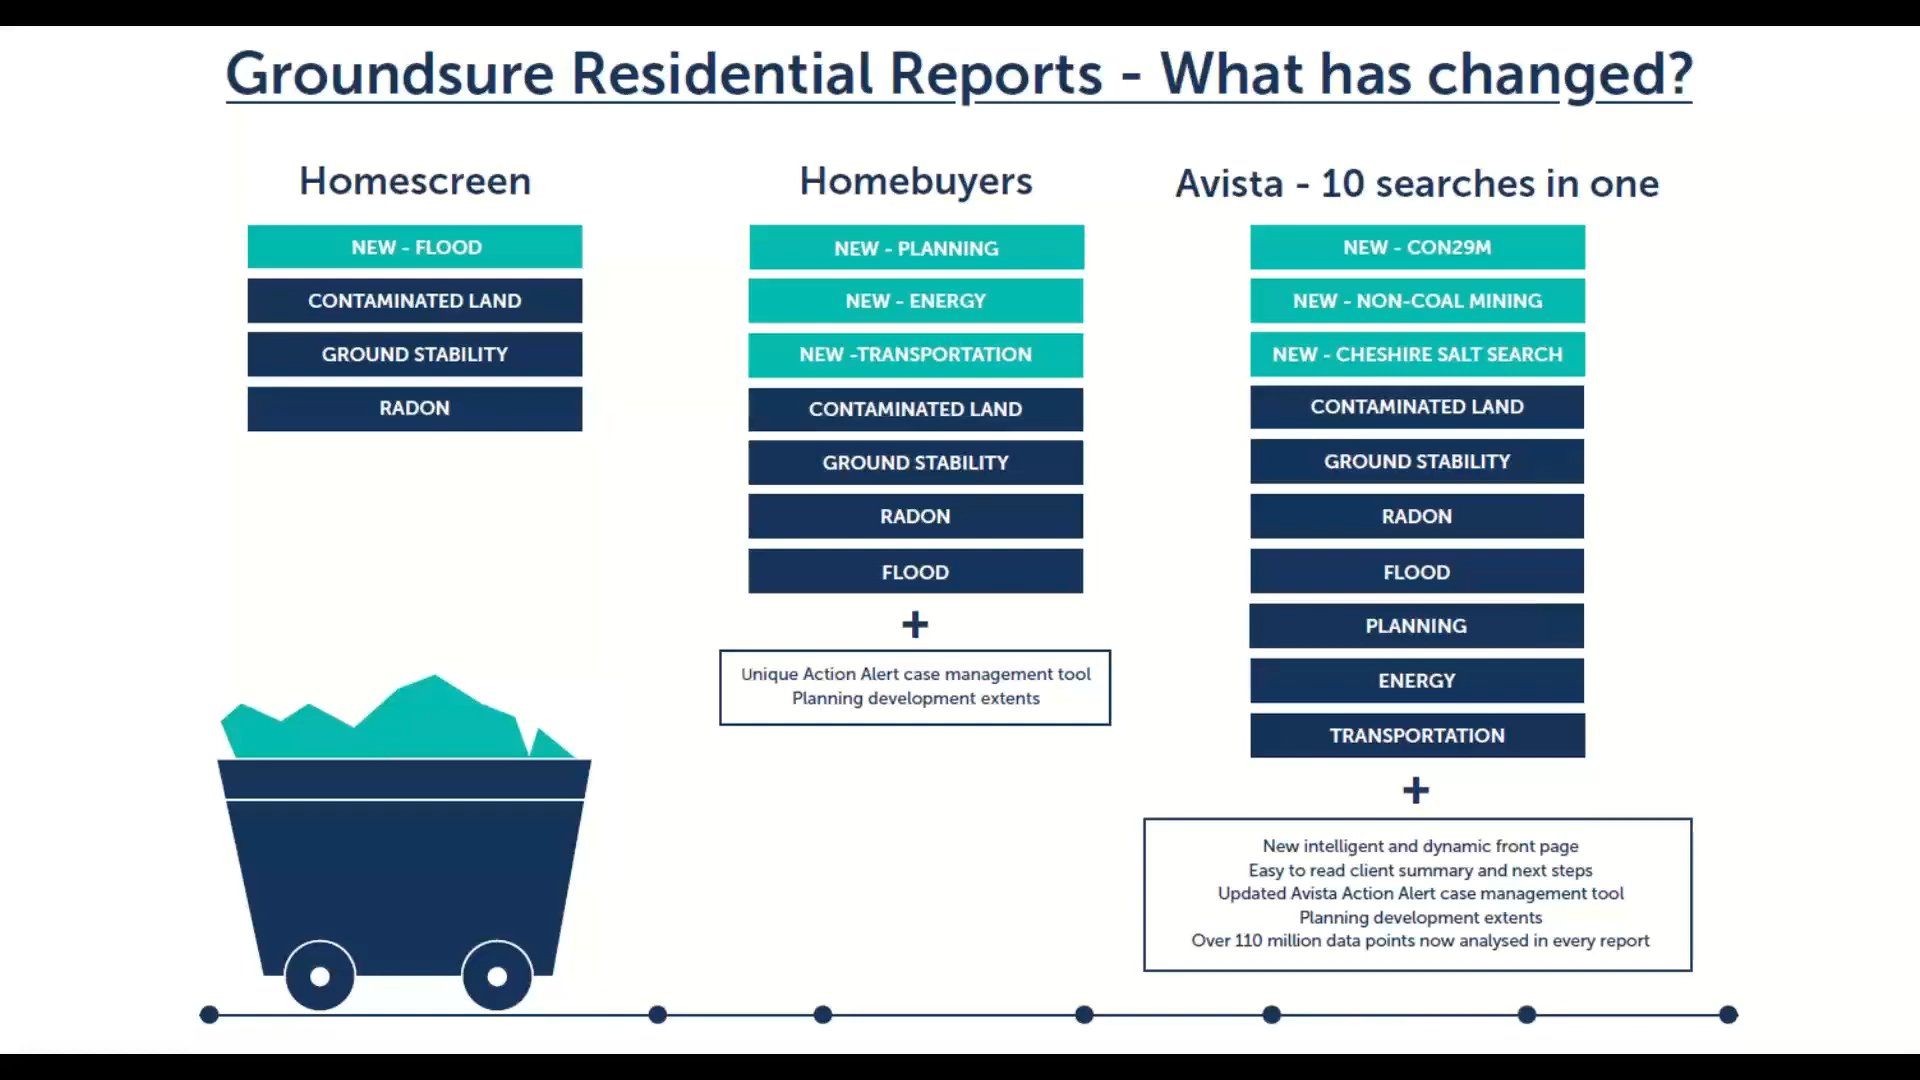 Groundsure Residential Reports - What has changed?
Homescreen
NEW - FLOOD
CONTAMINATED LAND
GROUND STABILITY
RADON
Homebuyers
NEW - PLANNING
NEW - ENERGY
NEW -TRANSPORTATION
CONTAMINATED LAND
GROUND STABILITY
RADON
FLOOD
+
Unique Action Alert case management tool
Planning development extents
Avista - 10 searches in one
NEW - CON29M
NEW - NON-COAL MINING
NEW - CHESHIRE SALT SEARCH
CONTAMINATED LAND
GROUND STABILITY
RADON
FLOOD
PLANNING
ENERGY
TRANSPORTATION
+
New intelligent and dynamic front page
Easy to read client summary and next steps
Updated Avista Action Alert case management tool
Planning development extents
Over 110 million data points now analysed in every report